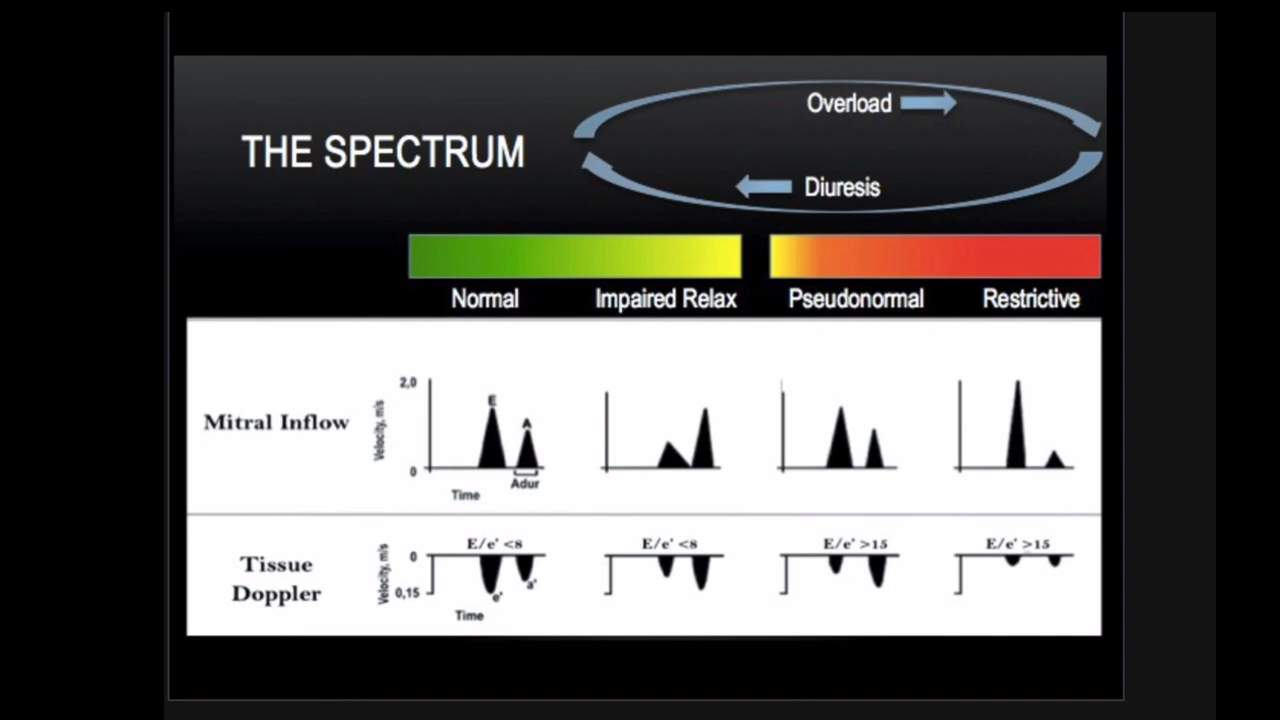 Overload
THE SPECTRUM
Diuresis
Normal
Impaired Relax
Pseudonormal
Restrictive
Mitral Inflow
Velocity, m/s
2,0
0
E
A
Adur
Time
Tissue
Doppler
Velocity, m/s
0
0,15
E/e' <8
e'
a'
Time
E/e' <8
E/e' >15
E/e' >15